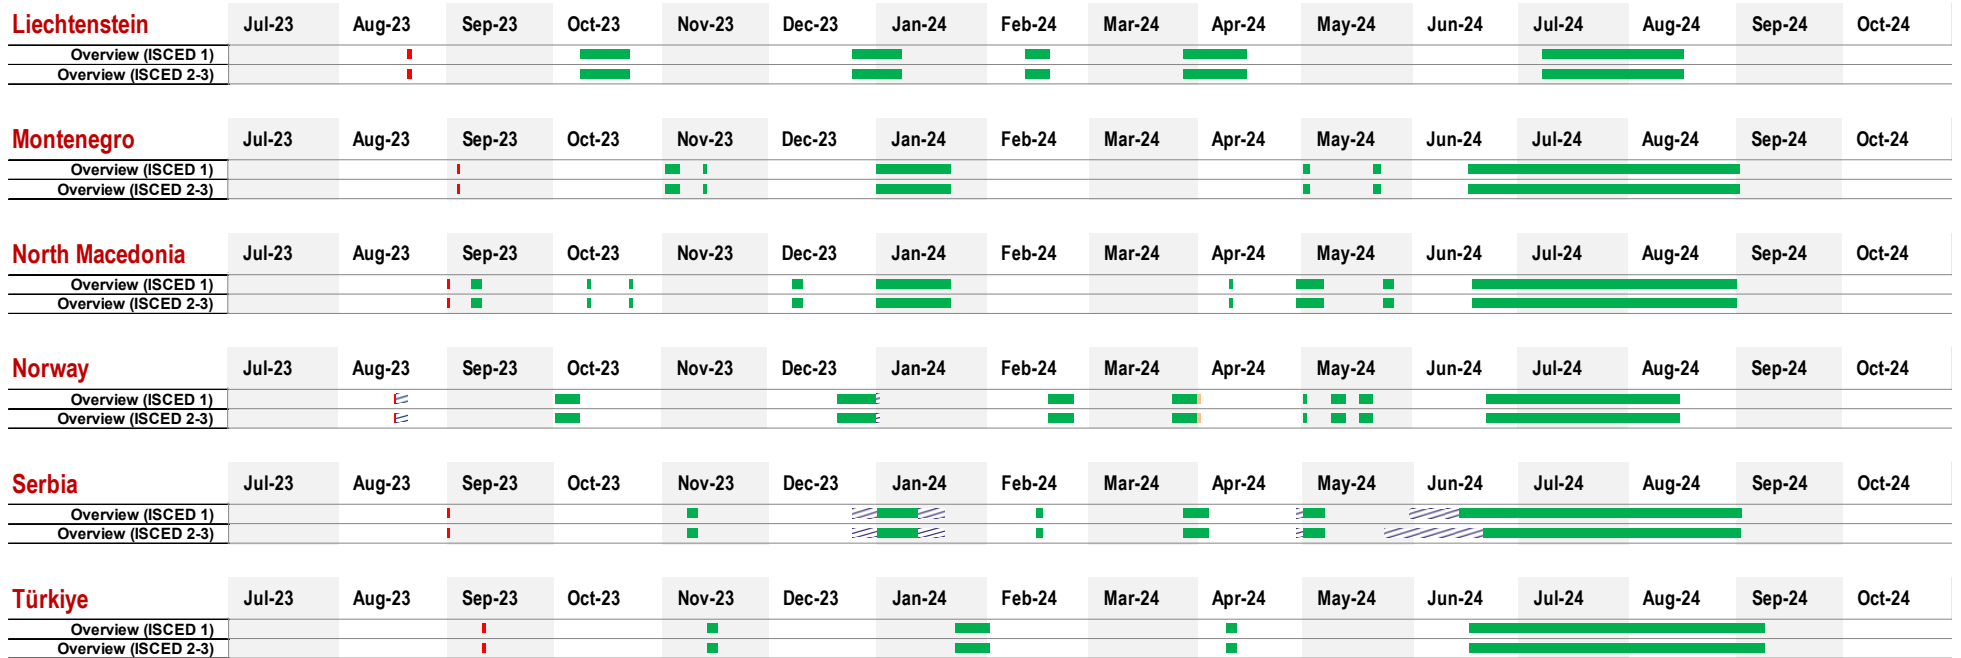 Liechtenstein Jul-23 Aug-23 Sep-23 Oct-23 Nov-23 Dec-23 Jan-24 Feb-24 Mar-24 Apr-24 May-24 Jun-24 Jul-24 Aug-24 Sep-24 Oct-24
Overview (ISCED 1)
Overview (ISCED 2-3)
Montenegro Jul-23 Aug-23 Sep-23 Oct-23 Nov-23 Dec-23 Jan-24 Feb-24 Mar-24 Apr-24 May-24 Jun-24 Jul-24 Aug-24 Sep-24 Oct-24
Overview (ISCED 1)
Overview (ISCED 2-3)
North Macedonia Jul-23 Aug-23 Sep-23 Oct-23 Nov-23 Dec-23 Jan-24 Feb-24 Mar-24 Apr-24 May-24 Jun-24 Jul-24 Aug-24 Sep-24 Oct-24
Overview (ISCED 1)
Overview (ISCED 2-3)
Norway Jul-23 Aug-23 Sep-23 Oct-23 Nov-23 Dec-23 Jan-24 Feb-24 Mar-24 Apr-24 May-24 Jun-24 Jul-24 Aug-24 Sep-24 Oct-24
Overview (ISCED 1)
Overview (ISCED 2-3)
Serbia Jul-23 Aug-23 Sep-23 Oct-23 Nov-23 Dec-23 Jan-24 Feb-24 Mar-24 Apr-24 May-24 Jun-24 Jul-24 Aug-24 Sep-24 Oct-24
Overview (ISCED 1)
Overview (ISCED 2-3)
Türkiye Jul-23 Aug-23 Sep-23 Oct-23 Nov-23 Dec-23 Jan-24 Feb-24 Mar-24 Apr-24 May-24 Jun-24 Jul-24 Aug-24 Sep-24 Oct-24
Overview (ISCED 1)
Overview (ISCED 2-3)